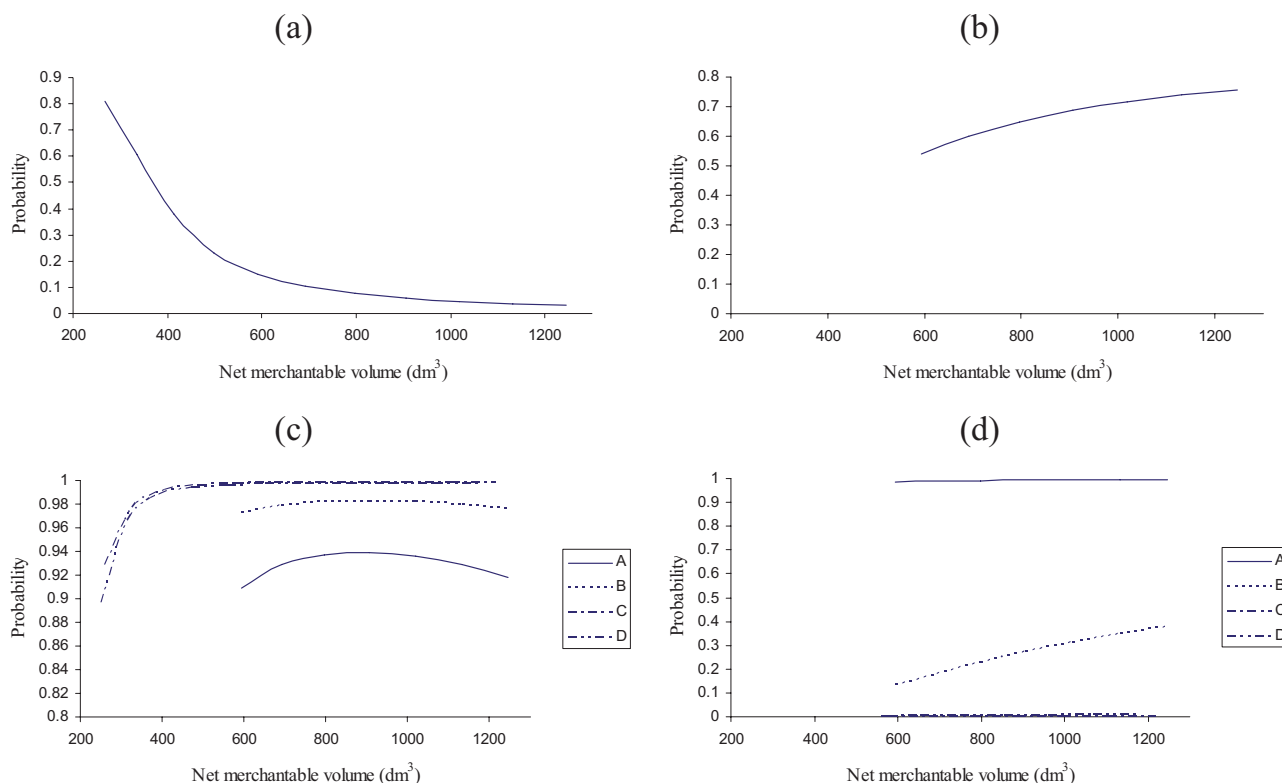 (a)
0.9
0.8
0.7
0.6
0.5
0.4
0.3
0.2
0.1
0
Probability
200 400 600 800 1000 1200
Net merchantable volume (dm³)
(b)
0.8
0.7
0.6
0.5
0.4
0.3
0.2
0.1
0
Probability
200 400 600 800 1000 1200
Net merchantable volume (dm³)
(c)
1
0.98
0.96
0.94
0.92
0.9
0.88
0.86
0.84
0.82
0.8
Probability
200 400 600 800 1000 1200
Net merchantable volume (dm³)
A
B
C
D
(d)
1
0.9
0.8
0.7
0.6
0.5
0.4
0.3
0.2
0.1
0
Probability
200 400 600 800 1000 1200
Net merchantable volume (dm³)
A
B
C
D